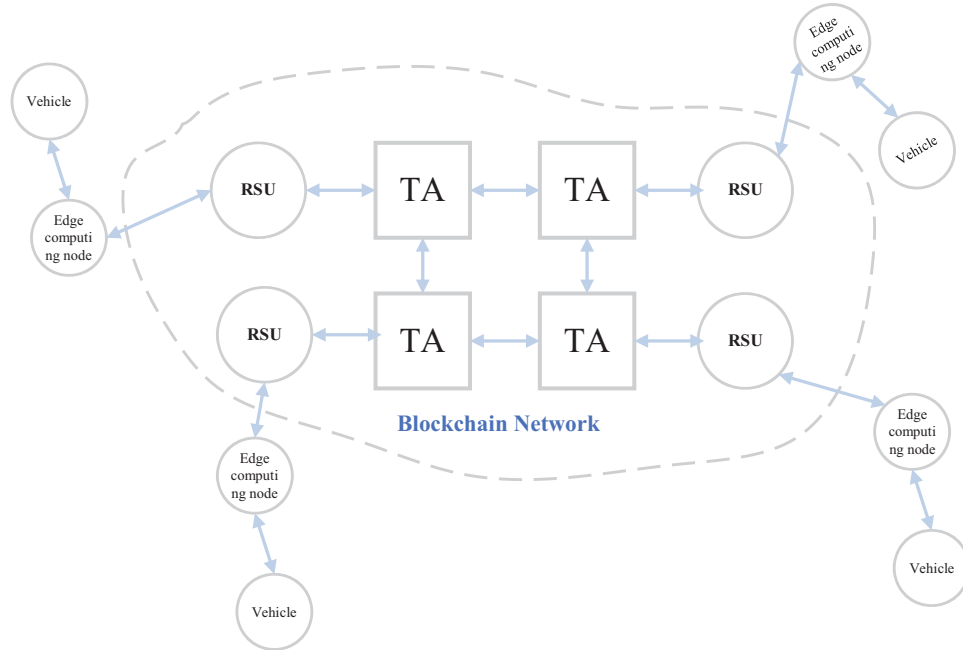 Edge
computi
ng node
Vehicle
Vehicle
RSU
TA
TA
RSU
Edge
computi
ng node
RSU
TA
TA
RSU
Blockchain Network
Edge
computi
ng node
Edge
computi
ng node
Vehicle
Vehicle